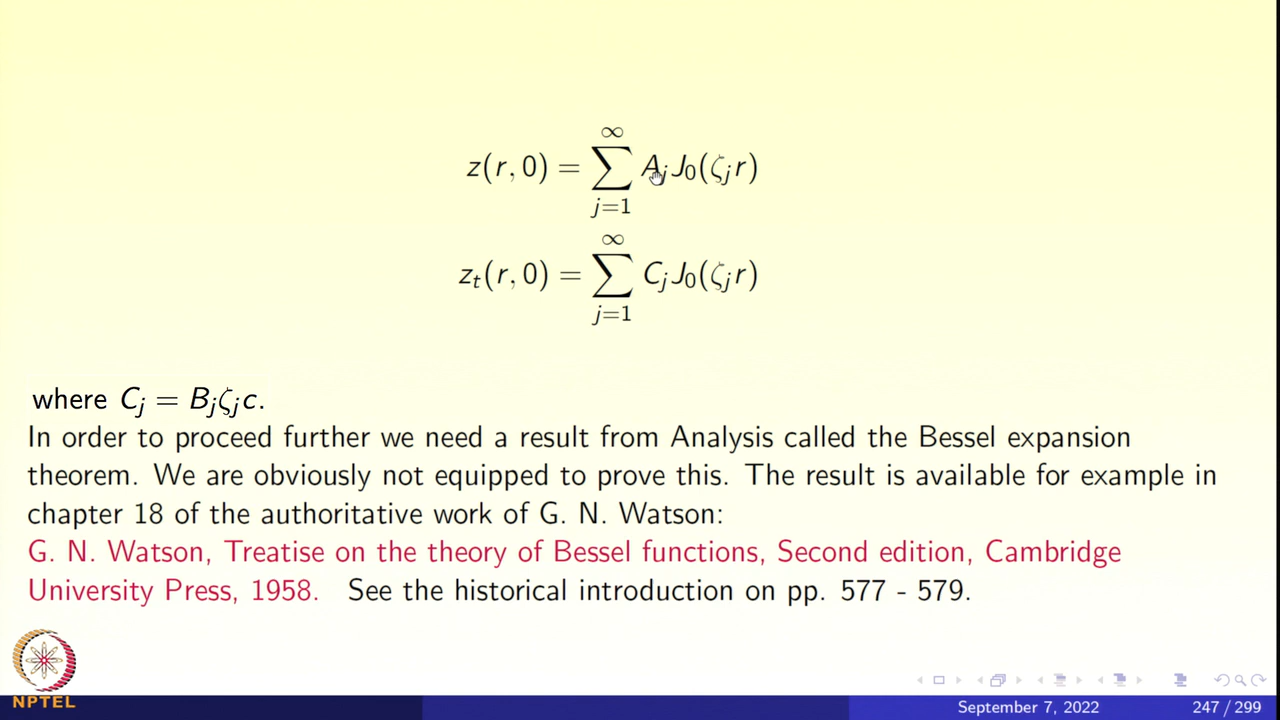 z(r, 0) = ∑_{j=1}^{∞} A_j J_0(ζ_j r)
z_t(r, 0) = ∑_{j=1}^{∞} C_j J_0(ζ_j r)
where C_j = B_j ζ_j c.
In order to proceed further we need a result from Analysis called the Bessel expansion
theorem. We are obviously not equipped to prove this. The result is available for example in
chapter 18 of the authoritative work of G. N. Watson:
G. N. Watson, Treatise on the theory of Bessel functions, Second edition, Cambridge
University Press, 1958. See the historical introduction on pp. 577 - 579.
NPTEL
September 7, 2022 247 / 299